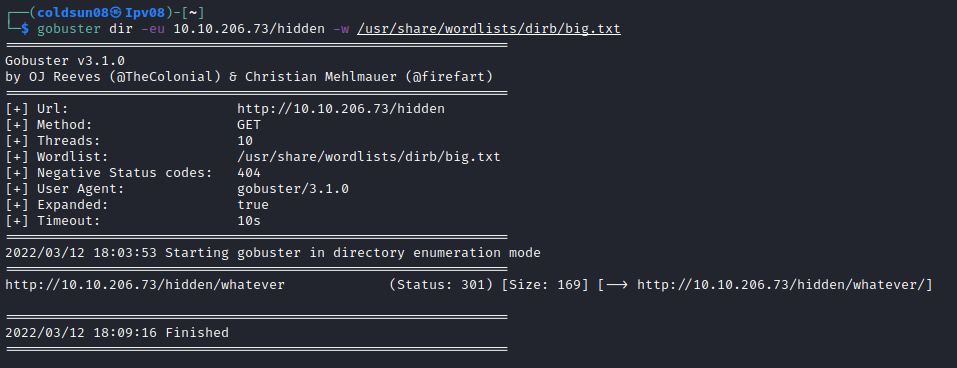 ┌──(coldsun08㉿Ipv08)-[~]
└─$ gobuster dir -eu 10.10.206.73/hidden -w /usr/share/wordlists/dirb/big.txt
===============================================================
Gobuster v3.1.0
by OJ Reeves (@TheColonial) & Christian Mehlmauer (@firefart)
===============================================================
[+] Url:                     http://10.10.206.73/hidden
[+] Method:                  GET
[+] Threads:                 10
[+] Wordlist:                /usr/share/wordlists/dirb/big.txt
[+] Negative Status codes:   404
[+] User Agent:              gobuster/3.1.0
[+] Expanded:                true
[+] Timeout:                 10s
===============================================================
2022/03/12 18:03:53 Starting gobuster in directory enumeration mode
===============================================================
http://10.10.206.73/hidden/whatever             (Status: 301) [Size: 169] [--> http://10.10.206.73/hidden/whatever/]
===============================================================
2022/03/12 18:09:16 Finished
===============================================================